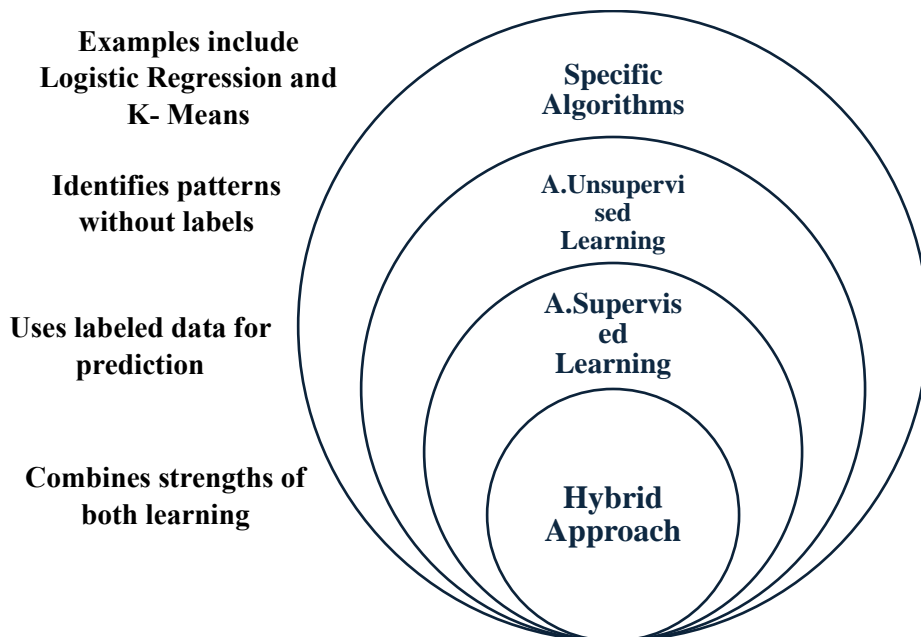 Examples include
Logistic Regression and
K- Means
Specific
Algorithms
Identifies patterns
without labels
A.Unsupervi
sed
Learning
Uses labeled data for
prediction
A.Supervis
ed
Learning
Combines strengths of
both learning
Hybrid
Approach